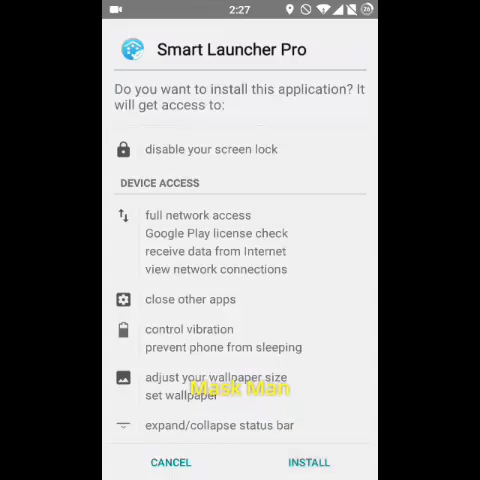 2:27
26
Smart Launcher Pro
Do you want to install this application? It
will get access to:
disable your screen lock
DEVICE ACCESS
full network access
Google Play license check
receive data from Internet
view network connections
close other apps
control vibration
prevent phone from sleeping
adjust your wallpaper size
set wallpaper
Mask Man
expand/collapse status bar
CANCEL
INSTALL